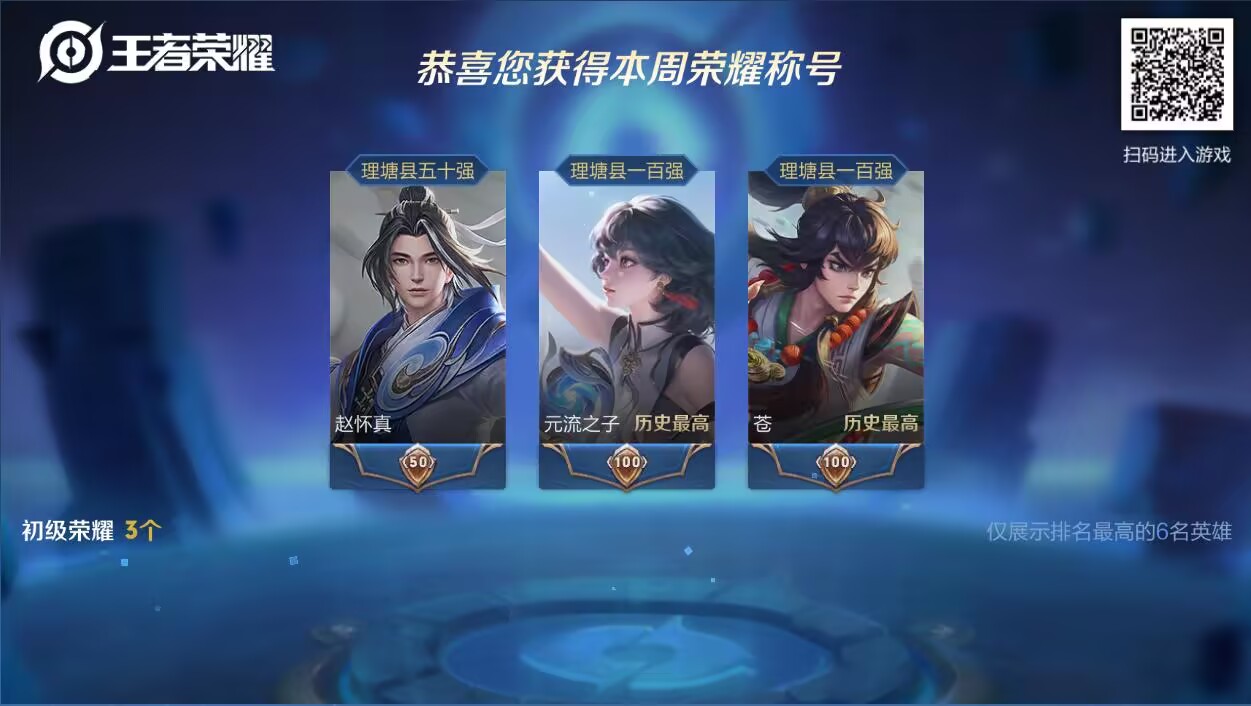 王者荣耀
恭喜您获得本周荣耀称号
扫码进入游戏
理塘县五十强
理塘县一百强
理塘县一百强
赵怀真
元流之子 历史最高
苍 历史最高
50
100
100
初级荣耀 3个
仅展示排名最高的6名英雄